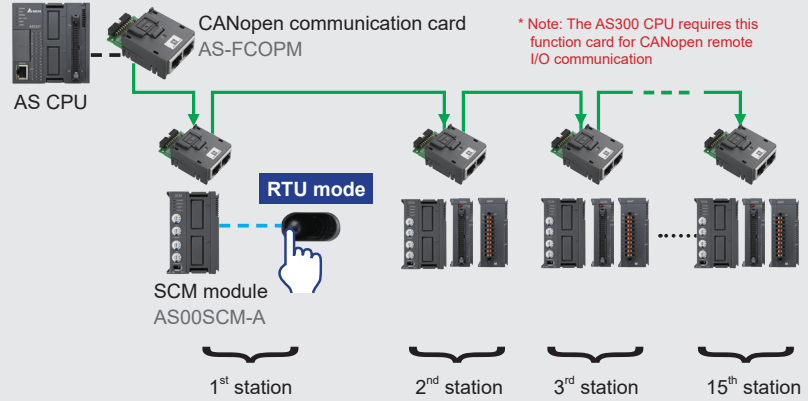 CANopen communication card
AS-FCOPM
* Note: The AS300 CPU requires this
function card for CANopen remote
I/O communication
AS CPU
RTU mode
SCM module
AS00SCM-A
1st station
2nd station
3rd station
15th station